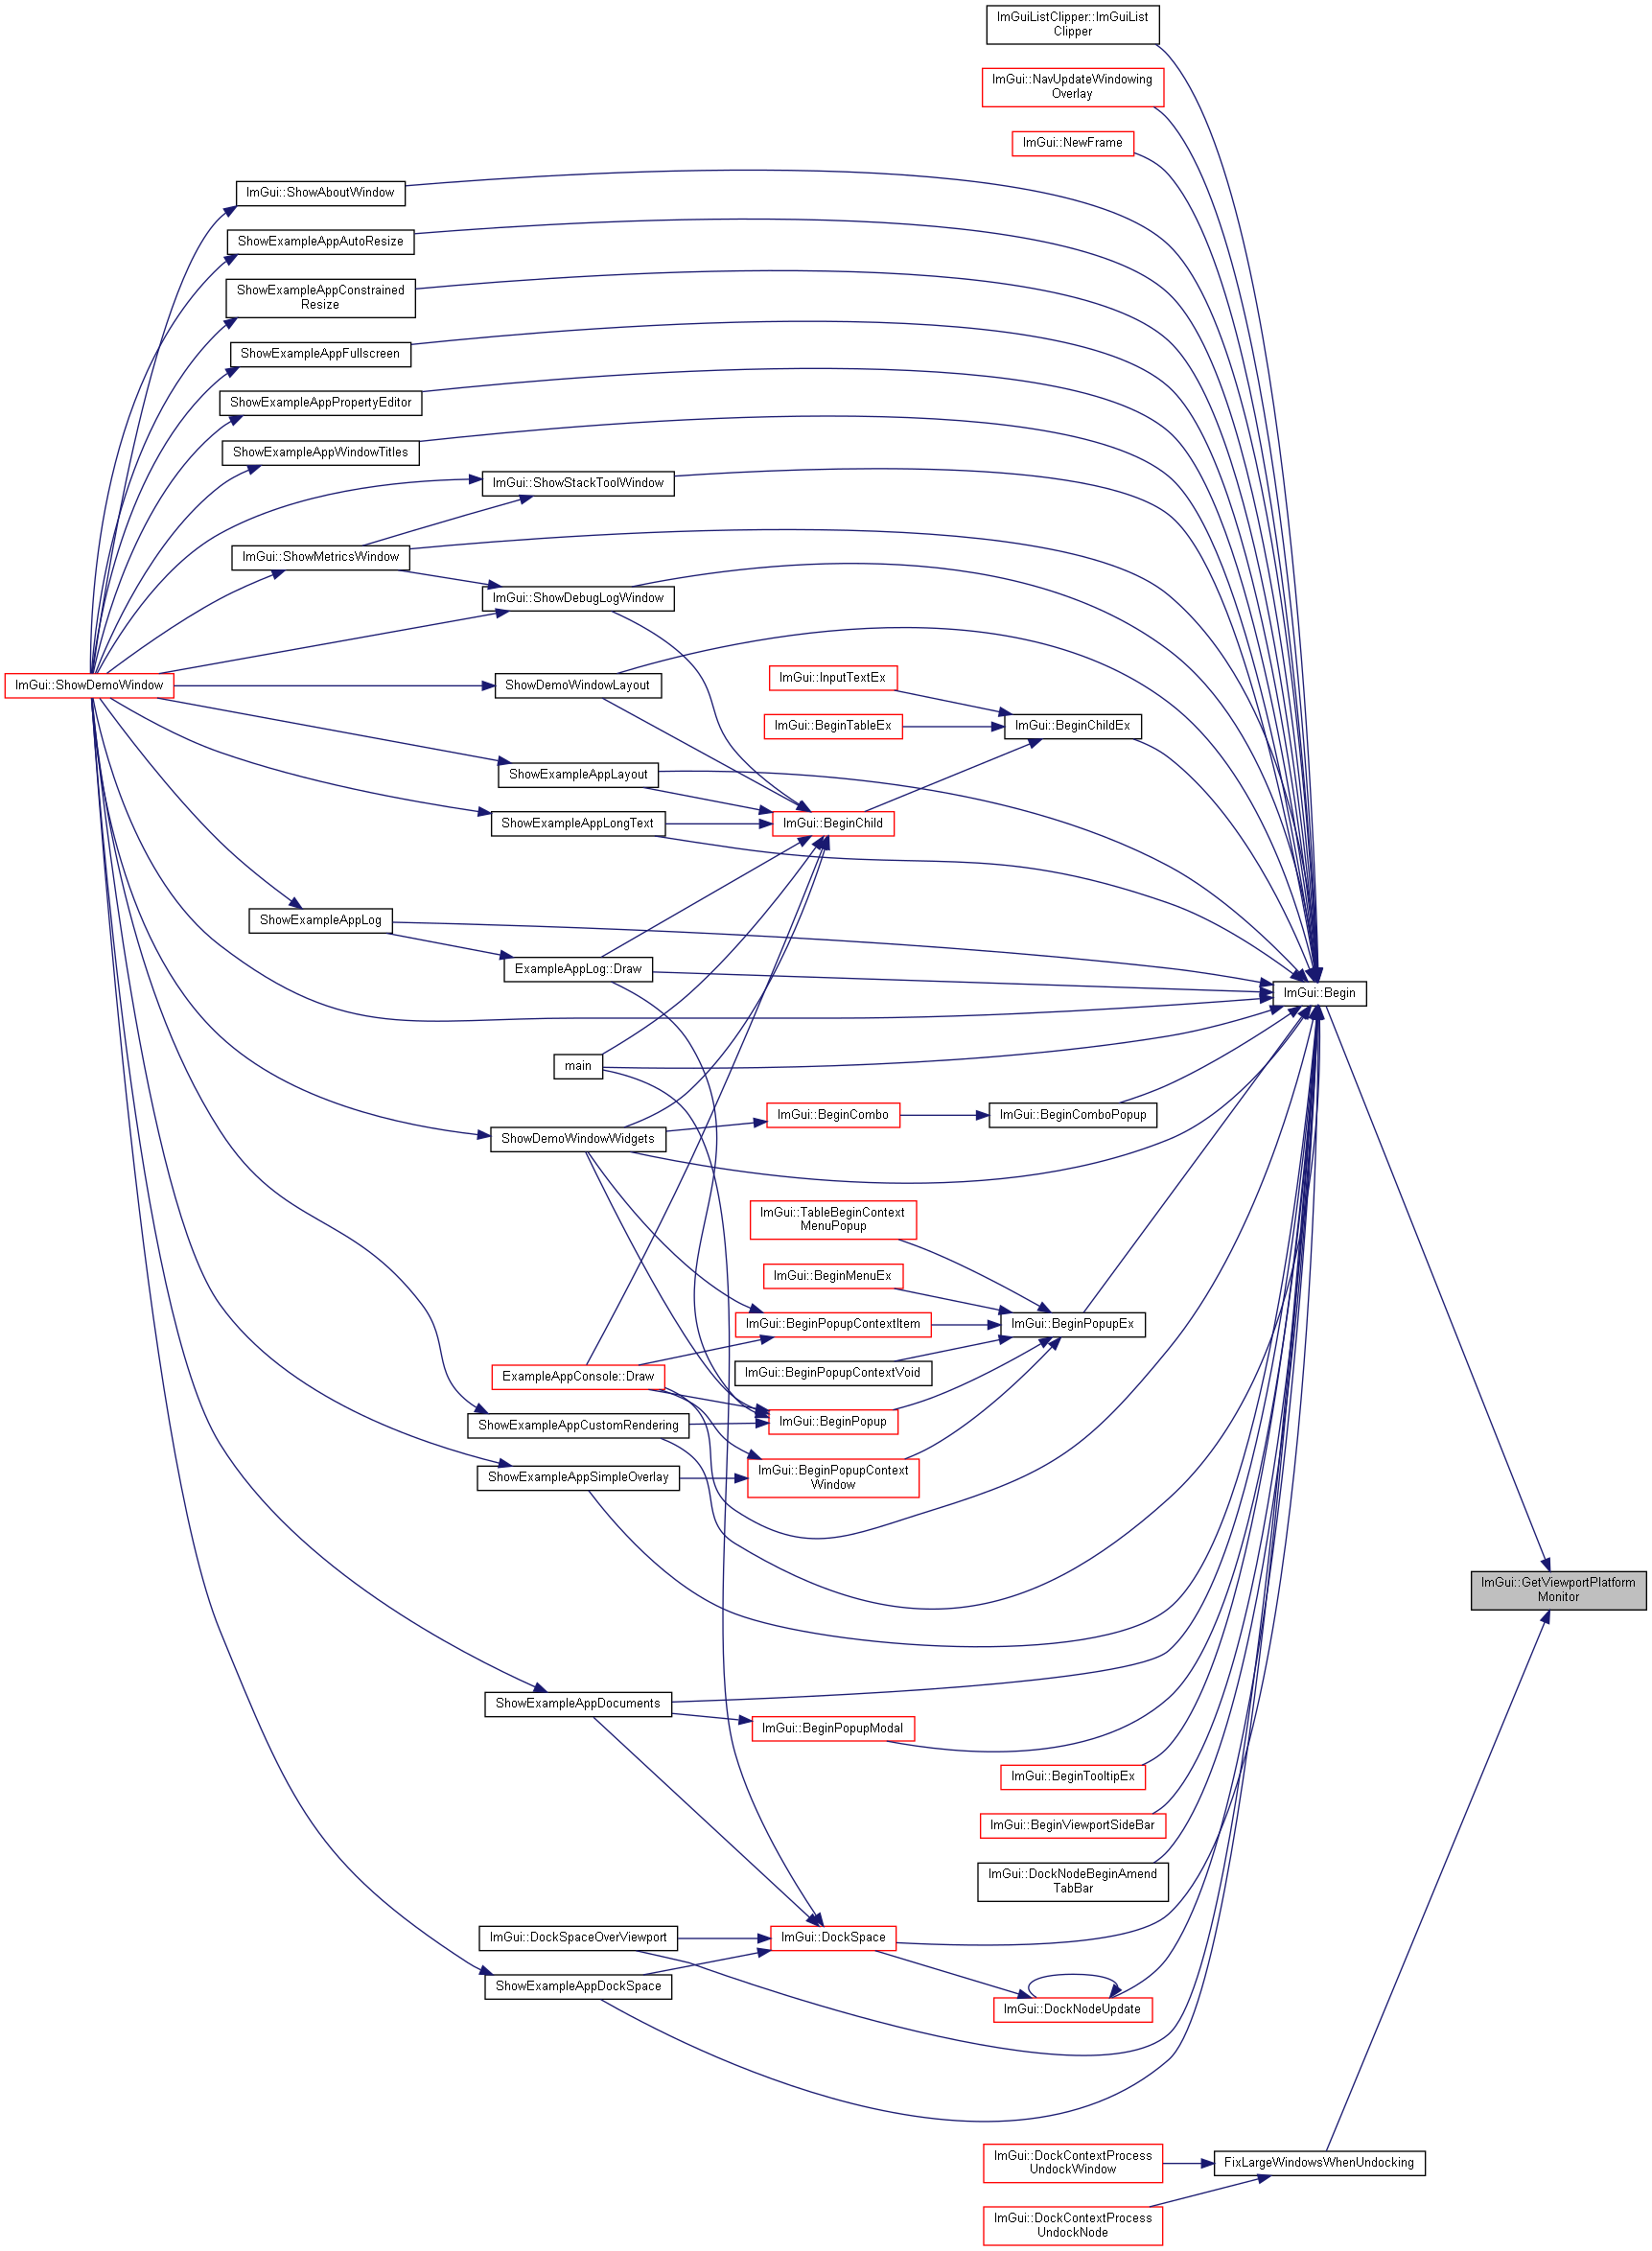 ImGuiListClipper::ImGuiList
Clipper
ImGui::NavUpdateWindowing
Overlay
ImGui::NewFrame
ImGui::ShowAboutWindow
ShowExampleAppAutoResize
ShowExampleAppConstrained
Resize
ShowExampleAppFullscreen
ShowExampleAppPropertyEditor
ShowExampleAppWindowTitles
ImGui::ShowStackToolWindow
ImGui::ShowMetricsWindow
ImGui::ShowDebugLogWindow
ImGui::ShowDemoWindow
ShowDemoWindowLayout
ImGui::InputTextEx
ImGui::BeginTableEx
ImGui::BeginChildEx
ShowExampleAppLayout
ShowExampleAppLongText
ImGui::BeginChild
ShowExampleAppLog
ExampleAppLog::Draw
ImGui::Begin
main
ImGui::BeginCombo
ImGui::BeginComboPopup
ShowDemoWindowWidgets
ImGui::TableBeginContext
MenuPopup
ImGui::BeginMenuEx
ImGui::BeginPopupContextItem
ImGui::BeginPopupEx
ImGui::BeginPopupContextVoid
ExampleAppConsole::Draw
ImGui::BeginPopup
ShowExampleAppCustomRendering
ImGui::BeginPopupContext
Window
ShowExampleAppSimpleOverlay
ImGui::GetViewportPlatform
Monitor
ShowExampleAppDocuments
ImGui::BeginPopupModal
ImGui::BeginTooltipEx
ImGui::BeginViewportSideBar
ImGui::DockNodeBeginAmend
TabBar
ImGui::DockSpaceOverViewport
ImGui::DockSpace
ShowExampleAppDockSpace
ImGui::DockNodeUpdate
ImGui::DockContextProcess
UndockWindow
FixLargeWindowsWhenUndocking
ImGui::DockContextProcess
UndockNode